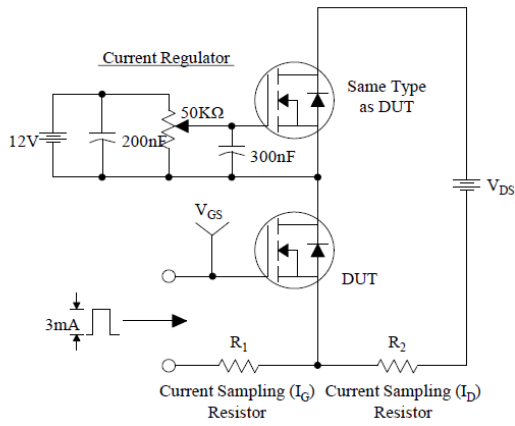 Current Regulator
Same Type
as DUT
50KΩ
12V
200nF
300nF
VDS
VGS
DUT
3mA
R1
R2
Current Sampling (IG)
Resistor
Current Sampling (ID)
Resistor